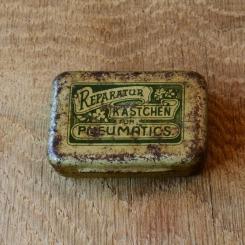 REPARATUR
KÄSTCHEN
FÜR
PNEUMATICS.